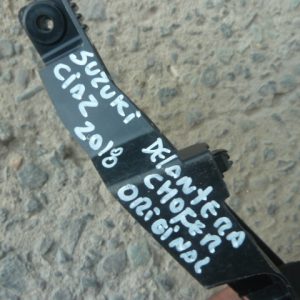 SUZUKI
CIAZ 2018
DELANTERA
CHOFER
ORIGINAL